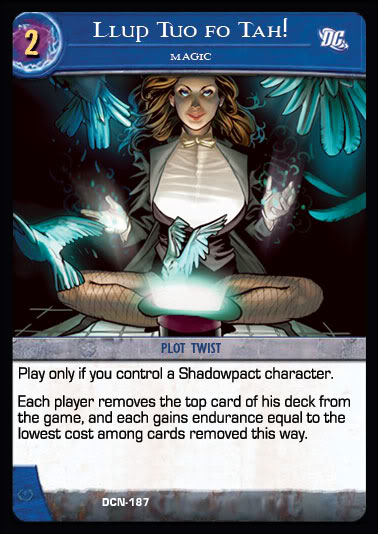 Llup Tuo fo Tah!
2
DC
MAGIC
PLOT TWIST
Play only if you control a Shadowpact character.
Each player removes the top card of his deck from
the game, and each gains endurance equal to the
lowest cost among cards removed this way.
DCN-187